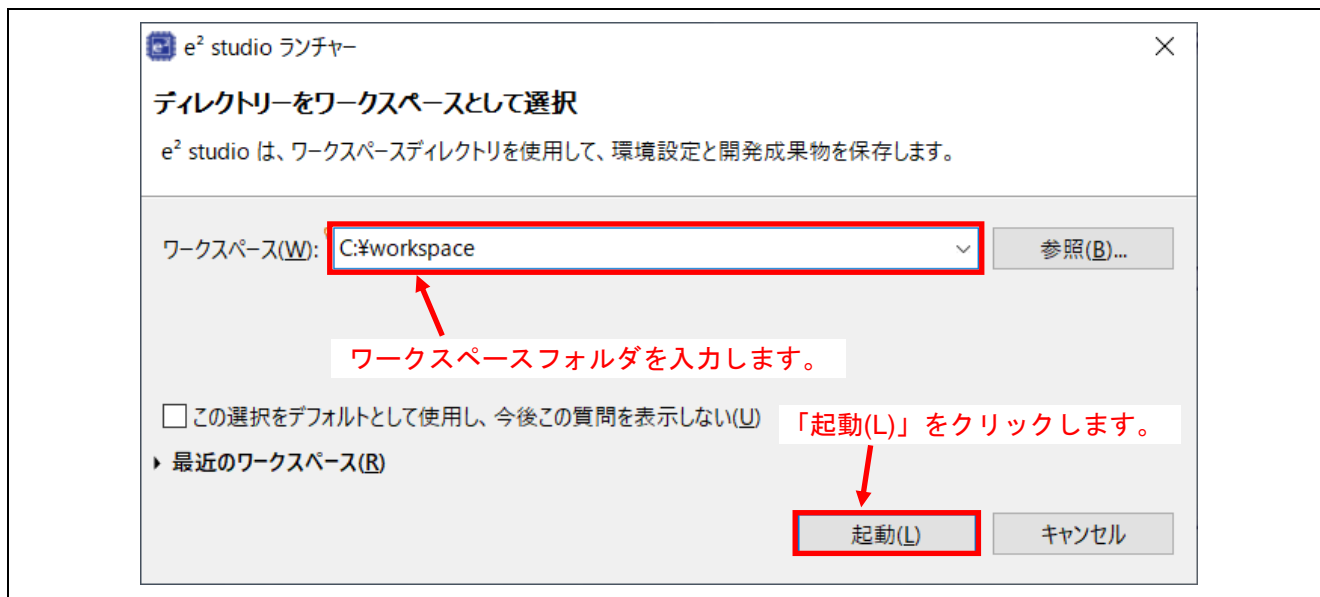 e² studio ランチャー
ディレクトリーをワークスペースとして選択
e² studio は、ワークスペースディレクトリを使用して、環境設定と開発成果物を保存します。
ワークスペース(W): C:¥workspace 参照(B)...
ワークスペースフォルダを入力します。
この選択をデフォルトとして使用し、今後この質問を表示しない(U)
「起動(L)」をクリックします。
最近のワークスペース(R)
起動(L) キャンセル